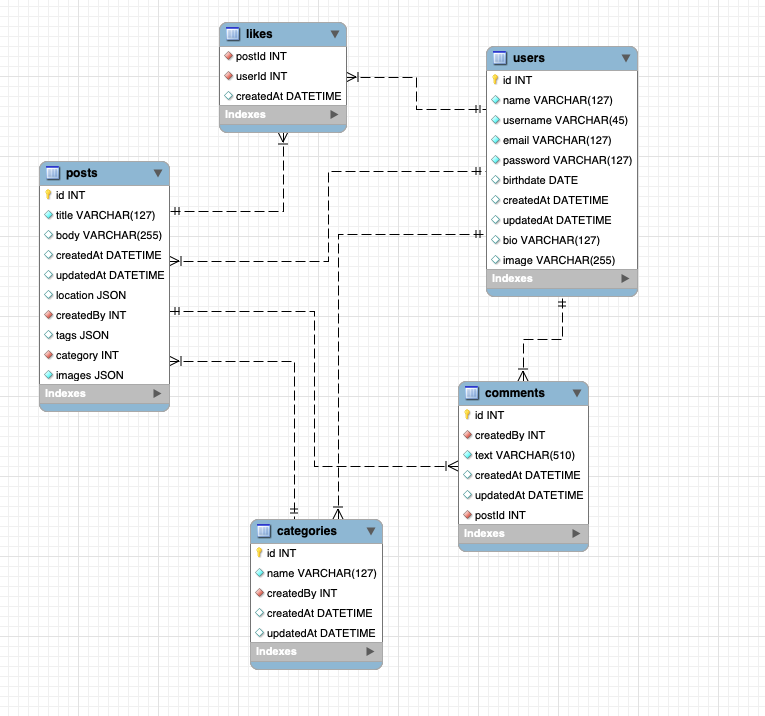 likes
postId INT
userId INT
createdAt DATETIME
Indexes
users
id INT
name VARCHAR(127)
username VARCHAR(45)
email VARCHAR(127)
password VARCHAR(127)
birthdate DATE
createdAt DATETIME
updatedAt DATETIME
bio VARCHAR(127)
image VARCHAR(255)
Indexes
posts
id INT
title VARCHAR(127)
body VARCHAR(255)
createdAt DATETIME
updatedAt DATETIME
location JSON
createdBy INT
tags JSON
category INT
images JSON
Indexes
comments
id INT
createdBy INT
text VARCHAR(510)
createdAt DATETIME
updatedAt DATETIME
postId INT
Indexes
categories
id INT
name VARCHAR(127)
createdBy INT
createdAt DATETIME
updatedAt DATETIME
Indexes